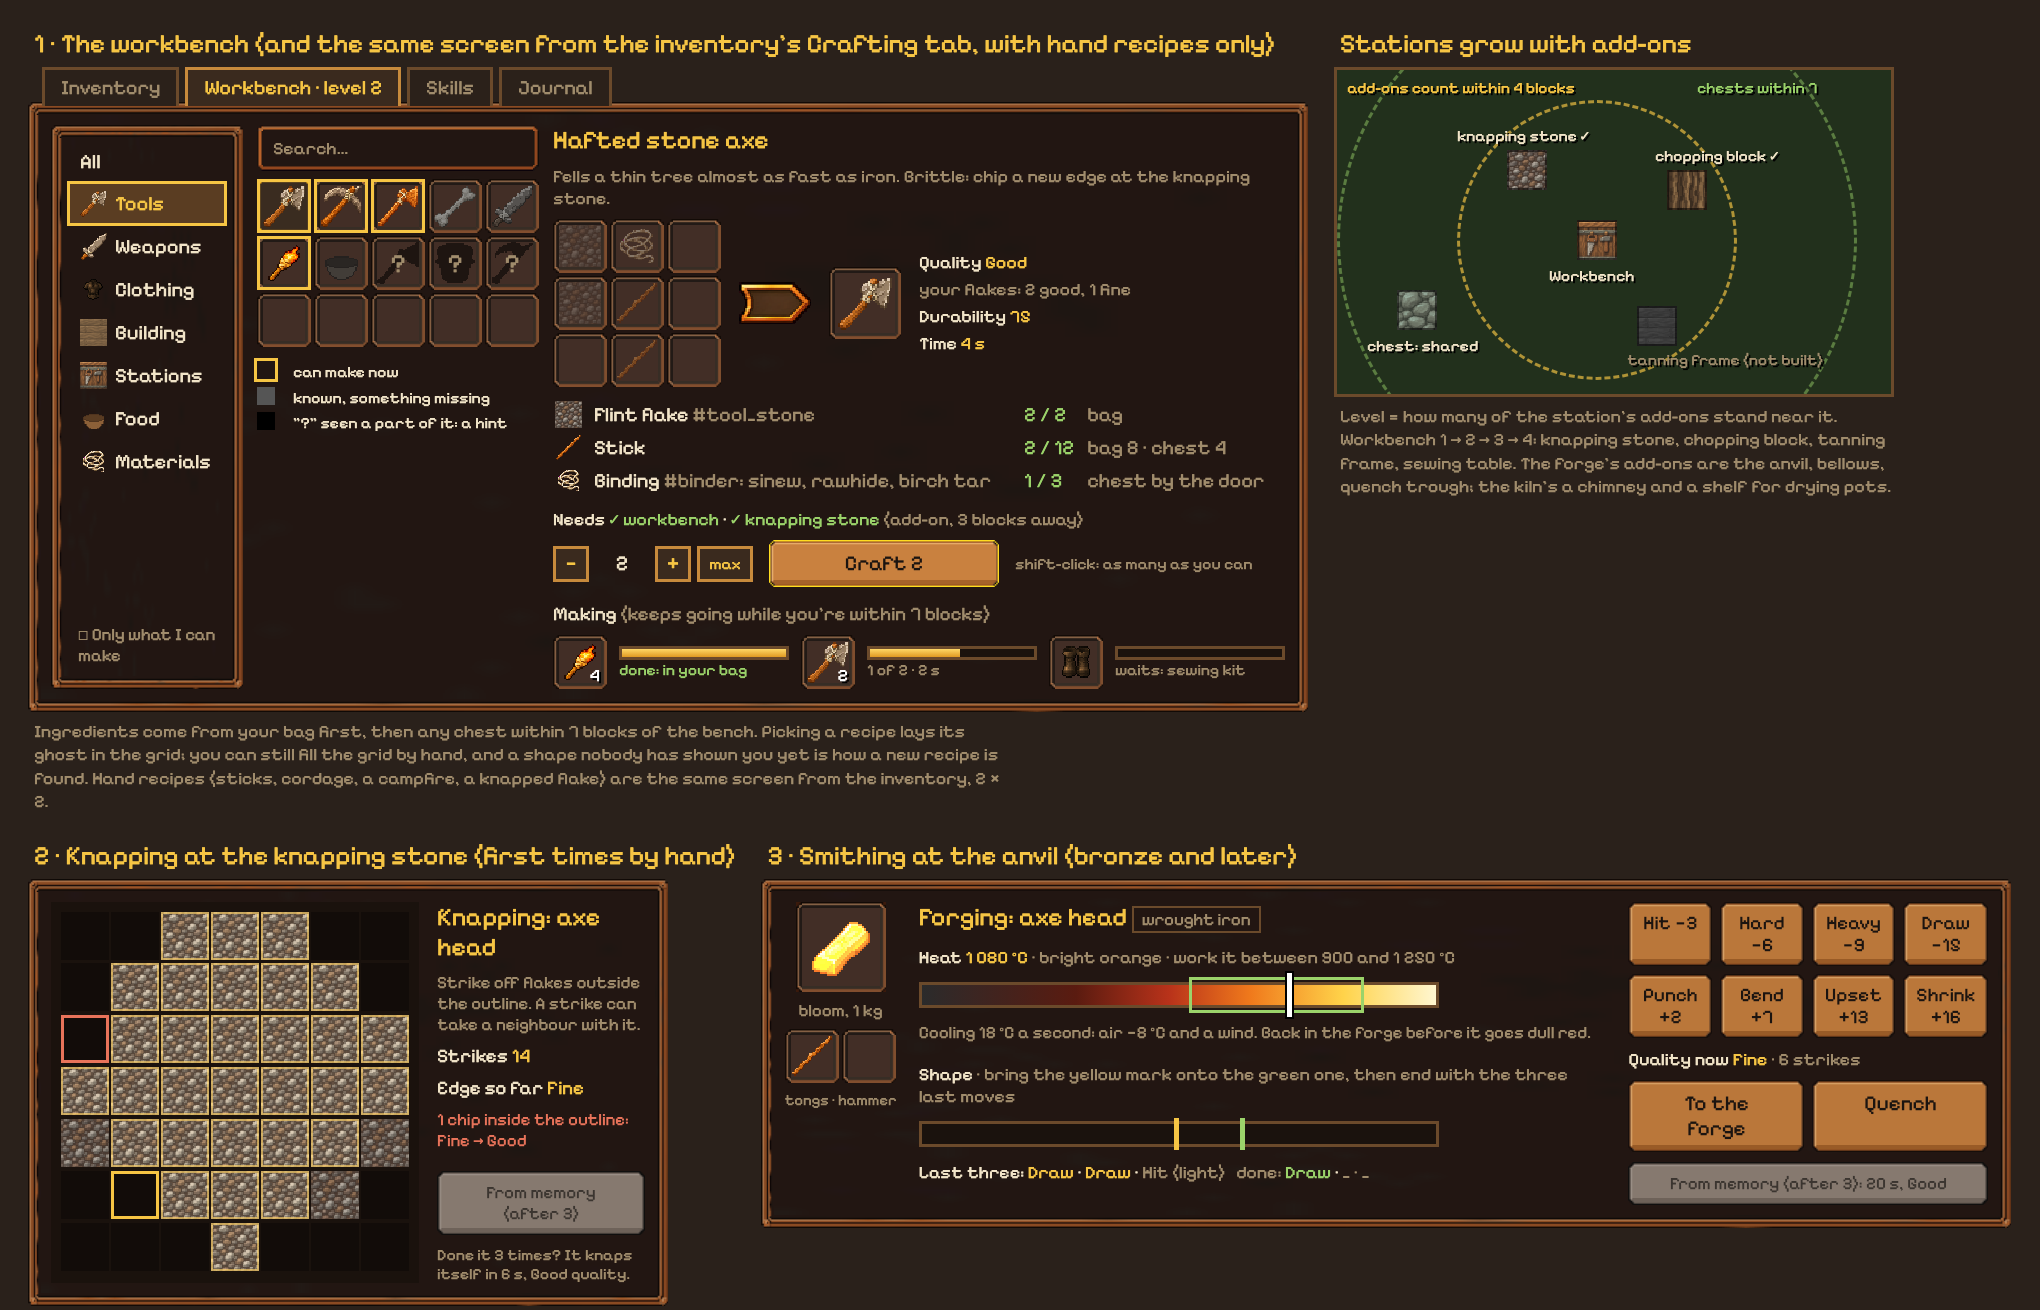 1 · The workbench (and the same screen from the inventory's Crafting tab, with hand recipes only)
Inventory
Workbench · level 2
Skills
Journal
All
Tools
Weapons
Clothing
Building
Stations
Food
Materials
□ Only what I can
make
Search...
can make now
known, something missing
"?" seen a part of it: a hint
Hafted stone axe
Fells a thin tree almost as fast as iron. Brittle: chip a new edge at the knapping
stone.
Quality Good
your flakes: 2 good, 1 fine
Durability 75
Time 4 s
Flint flake #tool_stone 2 / 2 bag
Stick 2 / 12 bag 8 · chest 4
Binding #binder: sinew, rawhide, birch tar 1 / 3 chest by the door
Needs ✓ workbench · ✓ knapping stone (add-on, 3 blocks away)
- 2 + max
Craft 2
shift-click: as many as you can
Making (keeps going while you're within 7 blocks)
4
done: in your bag
2
1 of 2 · 2 s
waits: sewing kit
Ingredients come from your bag first, then any chest within 7 blocks of the bench. Picking a recipe lays its
ghost in the grid; you can still fill the grid by hand, and a shape nobody has shown you yet is how a new recipe is
found. Hand recipes (sticks, cordage, a campfire, a knapped flake) are the same screen from the inventory, 2 ×
2.
Stations grow with add-ons
add-ons count within 4 blocks
chests within 7
knapping stone ✓
chopping block ✓
Workbench
chest: shared
tanning frame (not built)
Level = how many of the station's add-ons stand near it.
Workbench 1 → 2 → 3 → 4: knapping stone, chopping block, tanning
frame, sewing table. The forge's add-ons are the anvil, bellows,
quench trough; the kiln's a chimney and a shelf for drying pots.
2 · Knapping at the knapping stone (first times by hand)
Knapping: axe
head
Strike off flakes outside
the outline. A strike can
take a neighbour with it.
Strikes 14
Edge so far Fine
1 chip inside the outline:
Fine → Good
From memory
(after 3)
Done it 3 times? It knaps
itself in 6 s, Good quality.
3 · Smithing at the anvil (bronze and later)
bloom, 1 kg
tongs · hammer
Forging: axe head
wrought iron
Heat 1 080 °C · bright orange · work it between 900 and 1 250 °C
Cooling 18 °C a second: air -8 °C and a wind. Back in the forge before it goes dull red.
Shape · bring the yellow mark onto the green one, then end with the three
last moves
Last three: Draw · Draw · Hit (light) done: Draw · _ · _
Hit -3
Hard
-6
Heavy
-9
Draw
-15
Punch
+2
Bend
+7
Upset
+13
Shrink
+16
Quality now Fine · 6 strikes
To the
forge
Quench
From memory (after 3): 20 s, Good